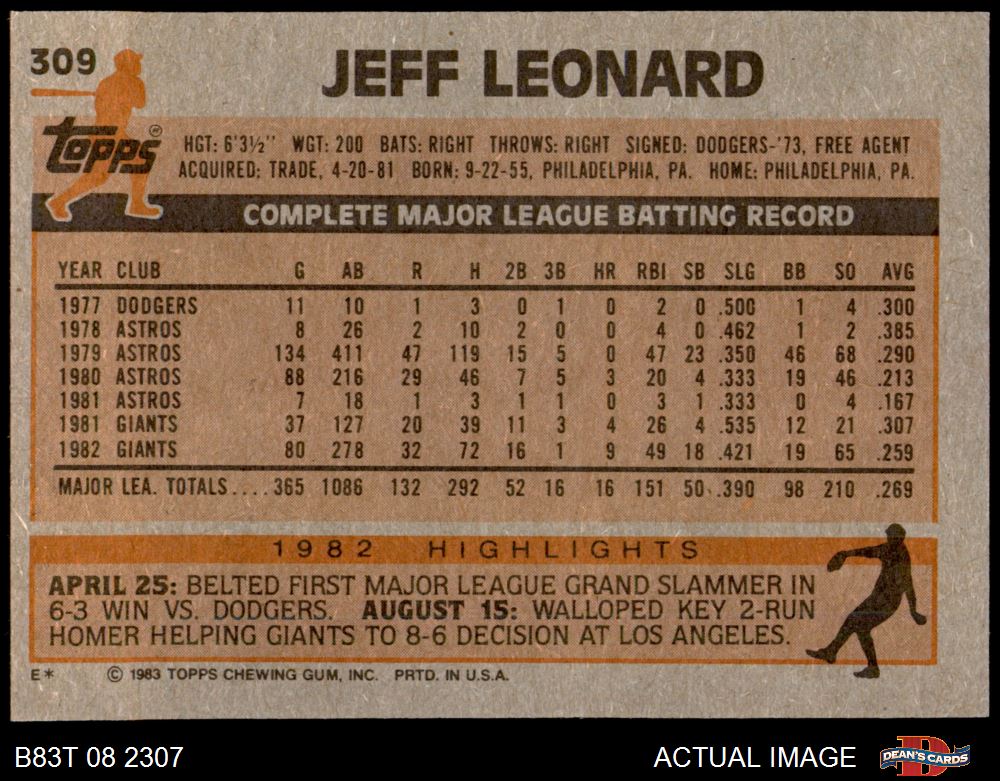 309
JEFF LEONARD
topps®
HGT: 6'3½" WGT: 200 BATS: RIGHT THROWS: RIGHT SIGNED: DODGERS-'73, FREE AGENT
ACQUIRED: TRADE, 4-20-81 BORN: 9-22-55, PHILADELPHIA, PA. HOME: PHILADELPHIA, PA.
COMPLETE MAJOR LEAGUE BATTING RECORD
YEAR CLUB G AB R H 2B 3B HR RBI SB SLG BB SO AVG
1977 DODGERS 11 10 1 3 0 1 0 2 0 .500 1 4 .300
1978 ASTROS 8 26 2 10 2 0 0 4 0 .462 1 2 .385
1979 ASTROS 134 411 47 119 15 5 0 47 23 .350 46 68 .290
1980 ASTROS 88 216 29 46 7 5 3 20 4 .333 19 46 .213
1981 ASTROS 7 18 1 3 1 1 0 3 1 .333 0 4 .167
1981 GIANTS 37 127 20 39 11 3 4 26 4 .535 12 21 .307
1982 GIANTS 80 278 32 72 16 1 9 49 18 .421 19 65 .259
MAJOR LEA. TOTALS.... 365 1086 132 292 52 16 16 151 50 .390 98 210 .269
1982 HIGHLIGHTS
APRIL 25: BELTED FIRST MAJOR LEAGUE GRAND SLAMMER IN
6-3 WIN VS. DODGERS. AUGUST 15: WALLOPED KEY 2-RUN
HOMER HELPING GIANTS TO 8-6 DECISION AT LOS ANGELES.
E* © 1983 TOPPS CHEWING GUM, INC. PRTD. IN U.S.A.
B83T 08 2307 ACTUAL IMAGE DEAN'S CARDS